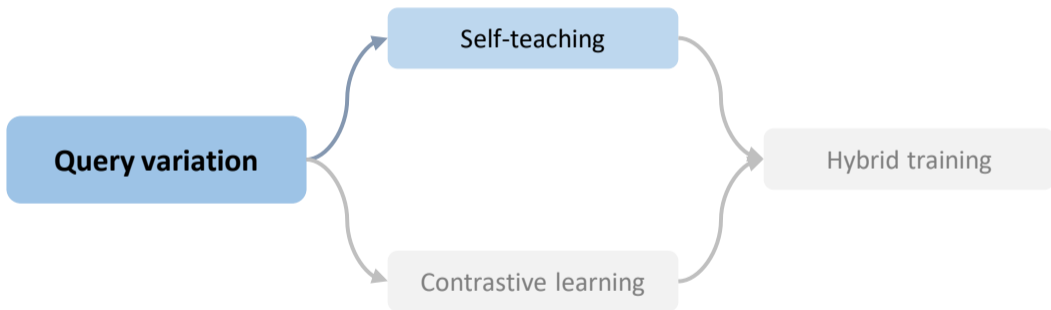 Self-teaching
Query variation
Hybrid training
Contrastive learning